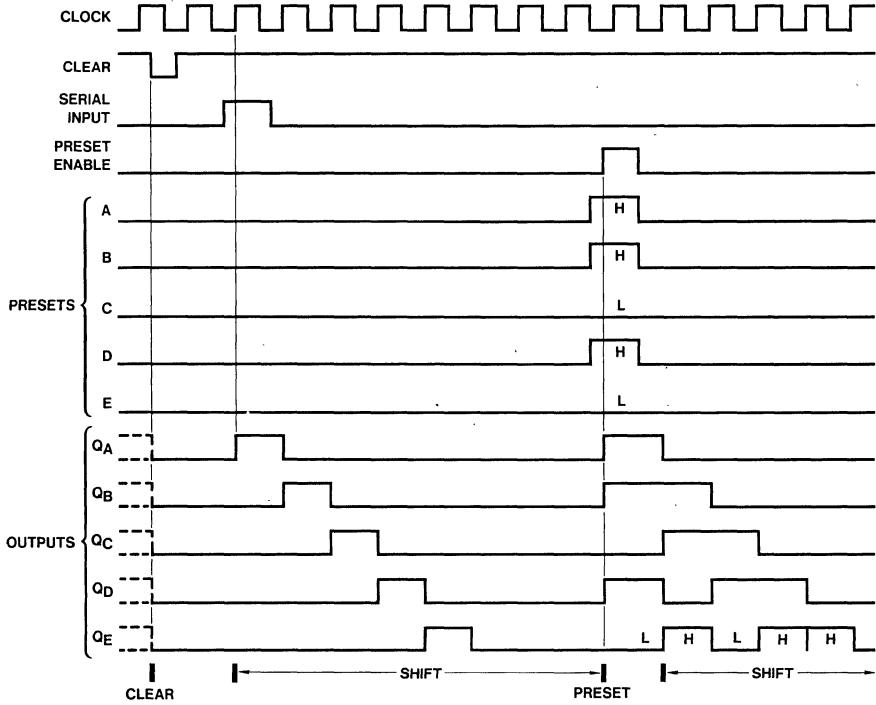 CLOCK
CLEAR
SERIAL
INPUT
PRESET
ENABLE
A H
B H
PRESETS C L
D H
E L
QA
QB
OUTPUTS QC
QD
QE L H L H H
SHIFT SHIFT
CLEAR PRESET